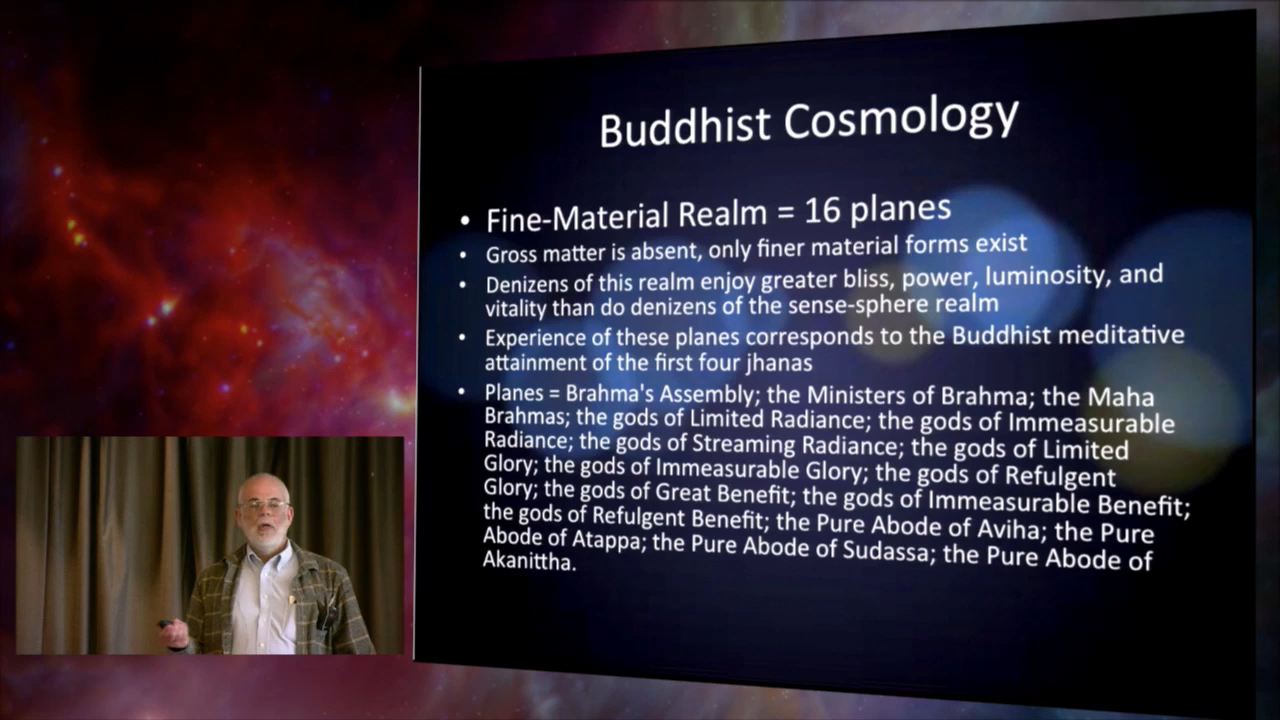 Buddhist Cosmology
• Fine-Material Realm = 16 planes
• Gross matter is absent, only finer material forms exist
• Denizens of this realm enjoy greater bliss, power, luminosity, and
vitality than do denizens of the sense-sphere realm
• Experience of these planes corresponds to the Buddhist meditative
attainment of the first four jhanas
• Planes = Brahma's Assembly; the Ministers of Brahma; the Maha
Brahmas; the gods of Limited Radiance; the gods of Immeasurable
Radiance; the gods of Streaming Radiance; the gods of Limited
Glory; the gods of Immeasurable Glory; the gods of Refulgent
Glory; the gods of Great Benefit; the gods of Immeasurable Benefit;
the gods of Refulgent Benefit; the Pure Abode of Aviha; the Pure
Abode of Atappa; the Pure Abode of Sudassa; the Pure Abode of
Akanittha.